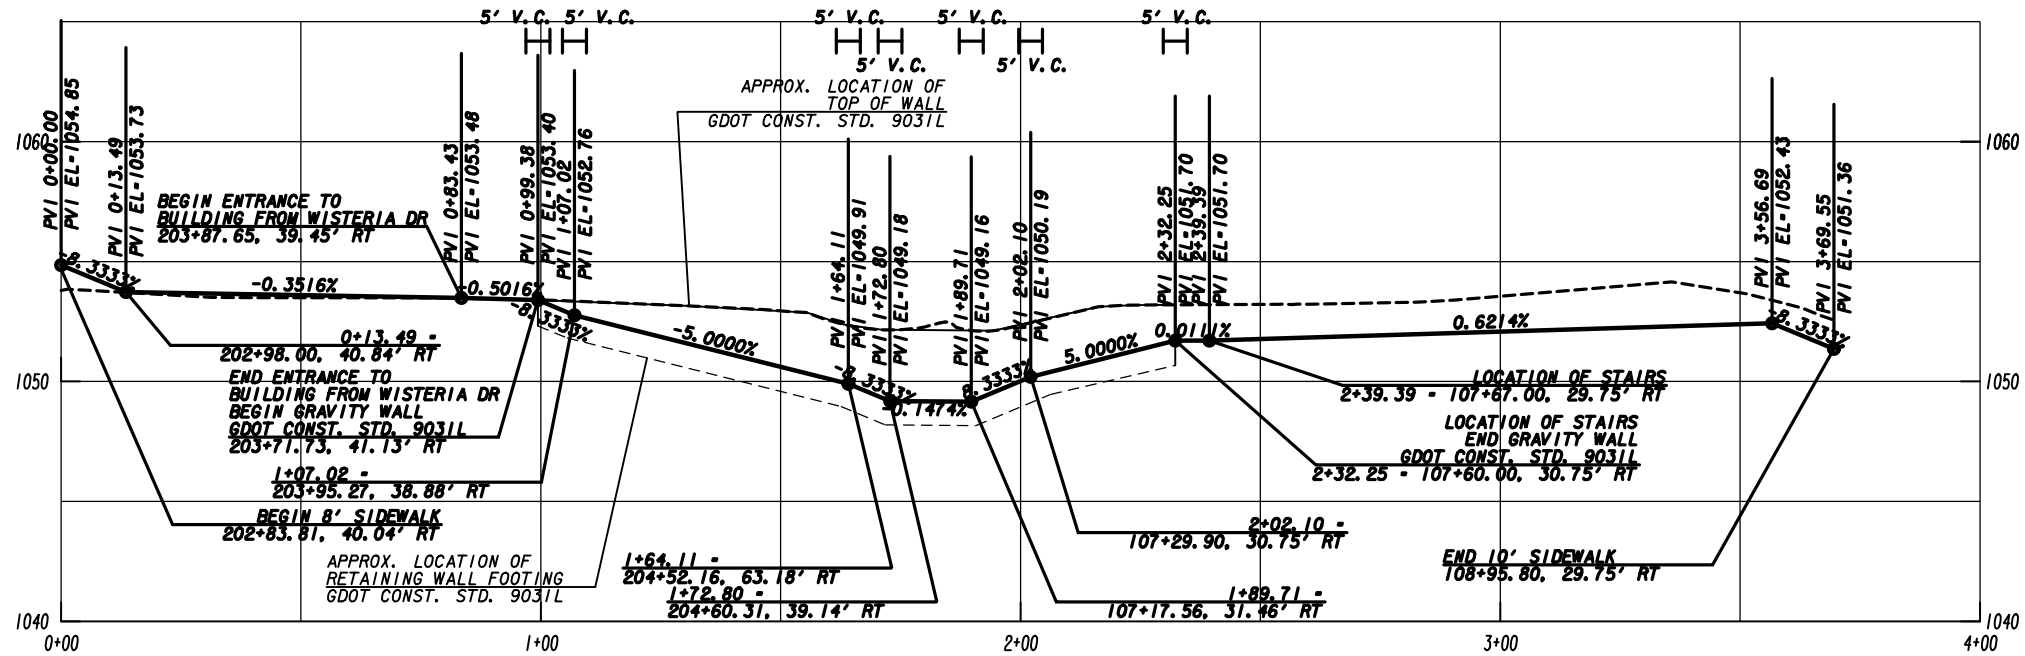 5' V.C. 5' V.C. 5' V.C. 5' V.C. 5' V.C.
5' V.C. 5' V.C.
APPROX. LOCATION OF
TOP OF WALL
GDOT CONST. STD. 9031L
PVI 0+00.00
PVI EL=1054.85
PVI 0+13.49
PVI EL=1053.73
PVI 0+83.43
PVI EL=1053.48
PVI 0+99.38
PVI EL=1053.40
PVI 1+07.02
PVI EL=1052.76
PVI 1+64.11
PVI EL=1049.91
PVI 1+72.80
PVI EL=1049.18
PVI 1+89.71
PVI EL=1049.16
PVI 2+02.10
PVI EL=1050.19
PVI 2+32.25
PVI EL=1051.70
PVI 2+39.39
PVI EL=1051.70
PVI 3+56.69
PVI EL=1052.43
PVI 3+69.55
PVI EL=1051.36
1060
1060
BEGIN ENTRANCE TO
BUILDING FROM WISTERIA DR
203+87.65, 39.45' RT
-8.3333%
-0.3516%
-0.5016%
-8.3333%
-5.0000%
-8.3333%
-0.1474%
8.3333%
5.0000%
0.0111%
0.6214%
-8.3333%
0+13.49 =
202+98.00, 40.84' RT
END ENTRANCE TO
BUILDING FROM WISTERIA DR
BEGIN GRAVITY WALL
GDOT CONST. STD. 9031L
203+71.73, 41.13' RT
1050
1050
LOCATION OF STAIRS
2+39.39 = 107+67.00, 29.75' RT
LOCATION OF STAIRS
END GRAVITY WALL
GDOT CONST. STD. 9031L
2+32.25 = 107+60.00, 30.75' RT
1+07.02 =
203+95.27, 38.88' RT
BEGIN 8' SIDEWALK
202+83.81, 40.04' RT
2+02.10 =
107+29.90, 30.75' RT
APPROX. LOCATION OF
RETAINING WALL FOOTING
GDOT CONST. STD. 9031L
1+64.11 =
204+52.16, 63.18' RT
1+72.80 =
204+60.31, 39.14' RT
1+89.71 =
107+17.56, 31.46' RT
END 10' SIDEWALK
108+95.80, 29.75' RT
1040
1040
0+00 1+00 2+00 3+00 4+00